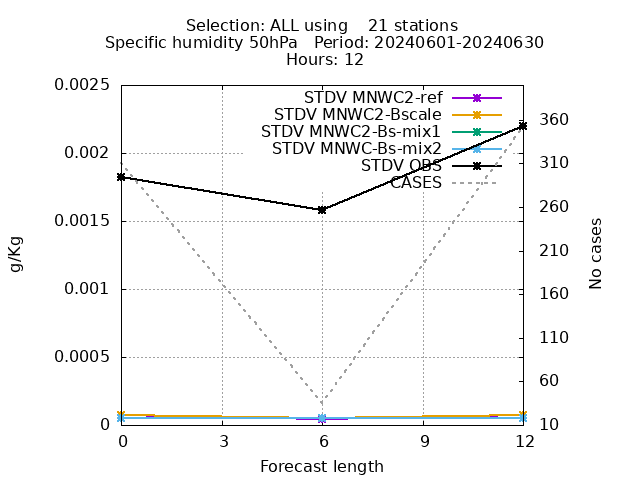 Selection: ALL using    21 stations
Specific humidity 50hPa   Period: 20240601-20240630
Hours: 12
STDV MNWC2-ref
STDV MNWC2-Bscale
STDV MNWC2-Bs-mix1
STDV MNWC-Bs-mix2
STDV OBS
CASES
0.0025
0.002
0.0015
0.001
0.0005
0
g/Kg
360
310
260
210
160
110
60
10
No cases
0 3 6 9 12
Forecast length